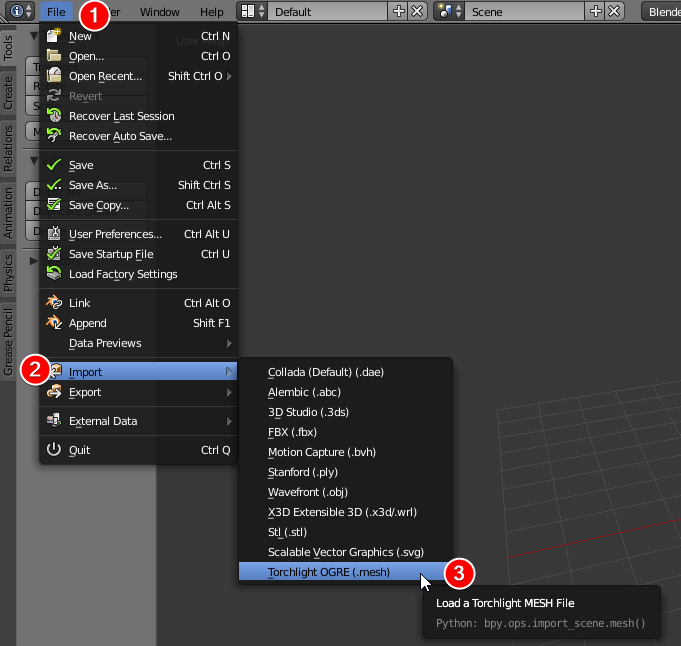 File
1
Window
Help
Default
Scene
Blende
Tools
Create
Relations
Animation
Physics
Grease Pencil
User Persp
New Ctrl N
Open... Ctrl O
Open Recent... Shift Ctrl O
Revert
Recover Last Session
Recover Auto Save...
Save Ctrl S
Save As... Shift Ctrl S
Save Copy... Ctrl Alt S
User Preferences... Ctrl Alt U
Save Startup File Ctrl U
Load Factory Settings
Link Ctrl Alt O
Append Shift F1
Data Previews
2 Import
Export
External Data
Quit Ctrl Q
Collada (Default) (.dae)
Alembic (.abc)
3D Studio (.3ds)
FBX (.fbx)
Motion Capture (.bvh)
Stanford (.ply)
Wavefront (.obj)
X3D Extensible 3D (.x3d/.wrl)
Stl (.stl)
Scalable Vector Graphics (.svg)
Torchlight OGRE (.mesh) 3
Load a Torchlight MESH File
Python: bpy.ops.import_scene.mesh()